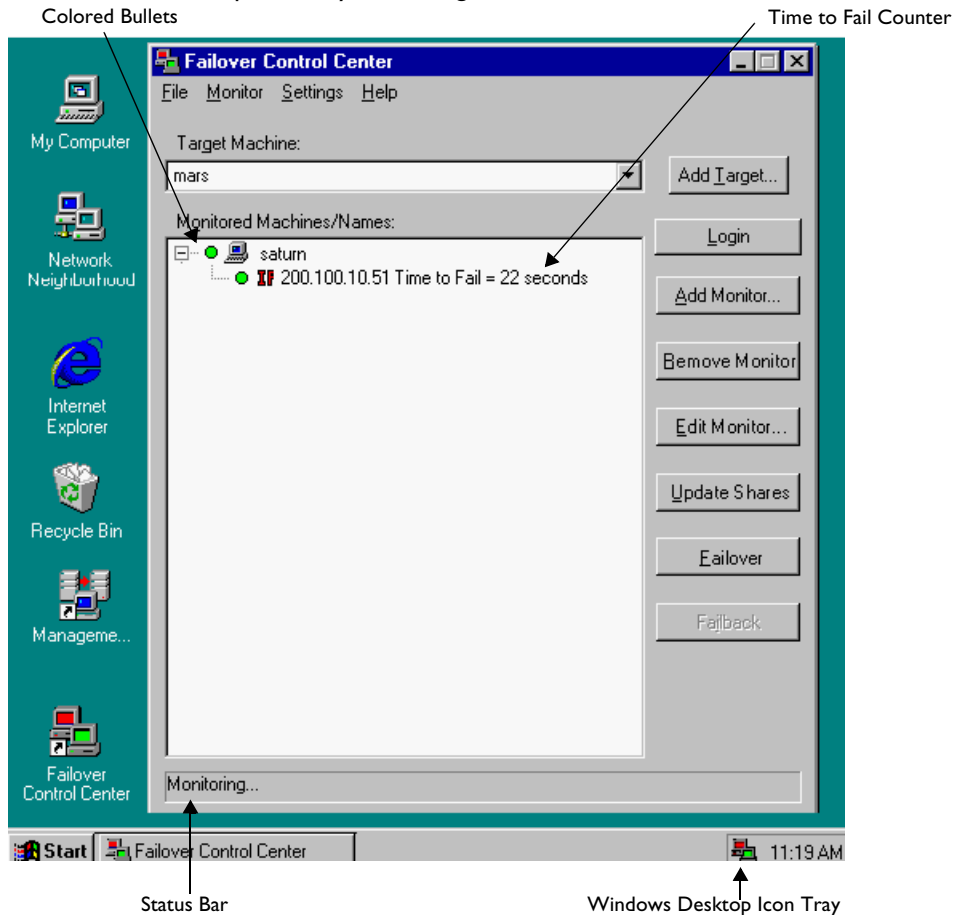 Colored Bullets
Time to Fail Counter
Failover Control Center
File Monitor Settings Help
My Computer
Target Machine:
mars
Add Target...
Monitored Machines/Names:
Login
saturn
Network
Neighborhood
IF 200.100.10.51 Time to Fail = 22 seconds
Add Monitor...
Remove Monitor
Internet
Explorer
Edit Monitor...
Update Shares
Recycle Bin
Failover
Manageme...
Failback
Failover
Control Center
Monitoring...
Start
Failover Control Center
11:19 AM
Status Bar
Windows Desktop Icon Tray